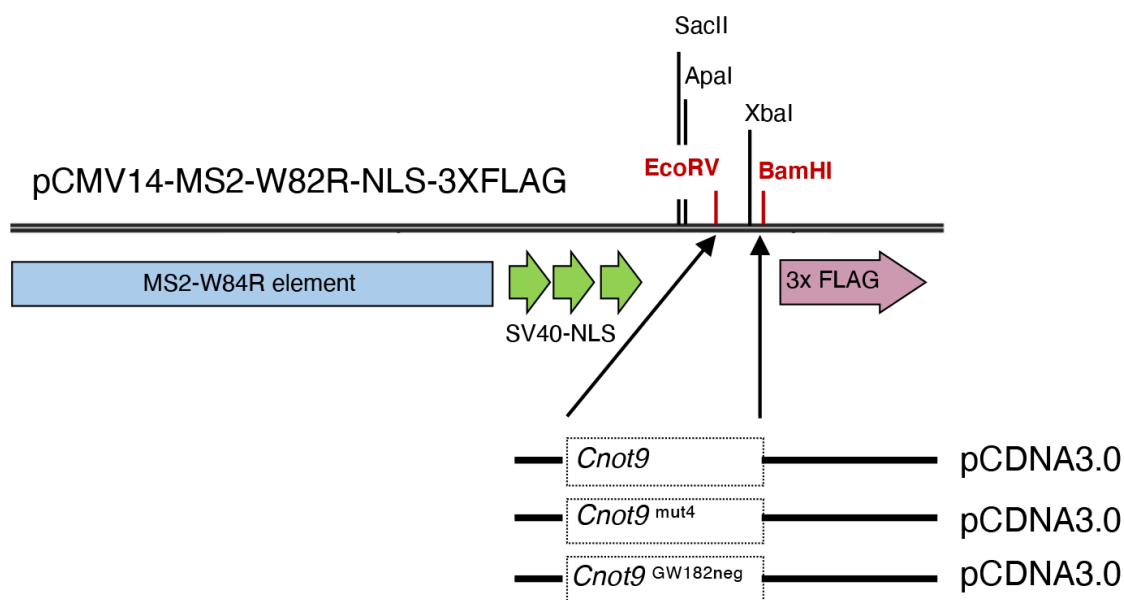 SacII
ApaI
XbaI
EcoRV
BamHI
pCMV14-MS2-W82R-NLS-3XFLAG
MS2-W84R element
3x FLAG
SV40-NLS
Cnot9
pCDNA3.0
Cnot9 mut4
pCDNA3.0
Cnot9 GW182neg
pCDNA3.0